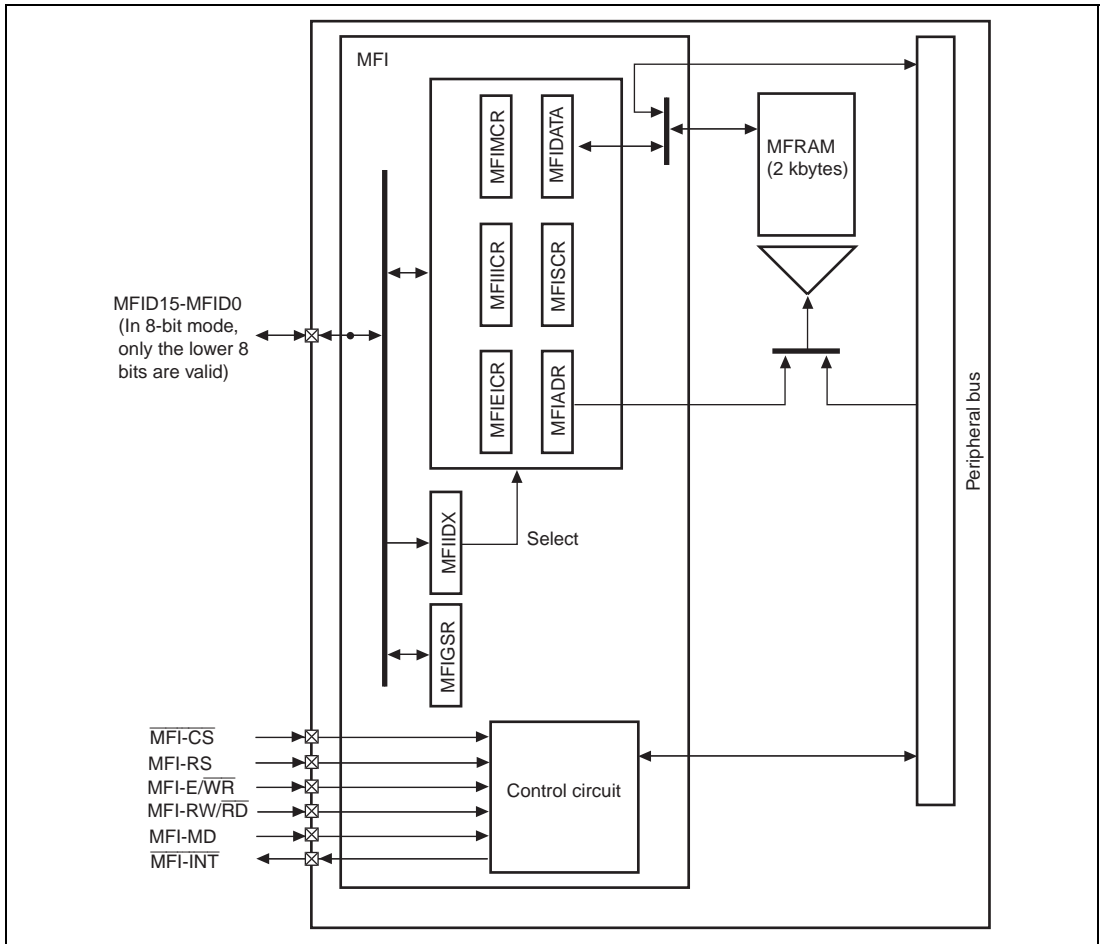 MFI
MFIMCR
MFIDATA
MFRAM
(2 kbytes)
MFIIICR
MFISCR
MFID15-MFID0
(In 8-bit mode,
only the lower 8
bits are valid)
MFIEICR
MFIADR
Peripheral bus
MFIIDX
Select
MFIGSR
MFI-CS
MFI-RS
MFI-E/WR
MFI-RW/RD
MFI-MD
MFI-INT
Control circuit